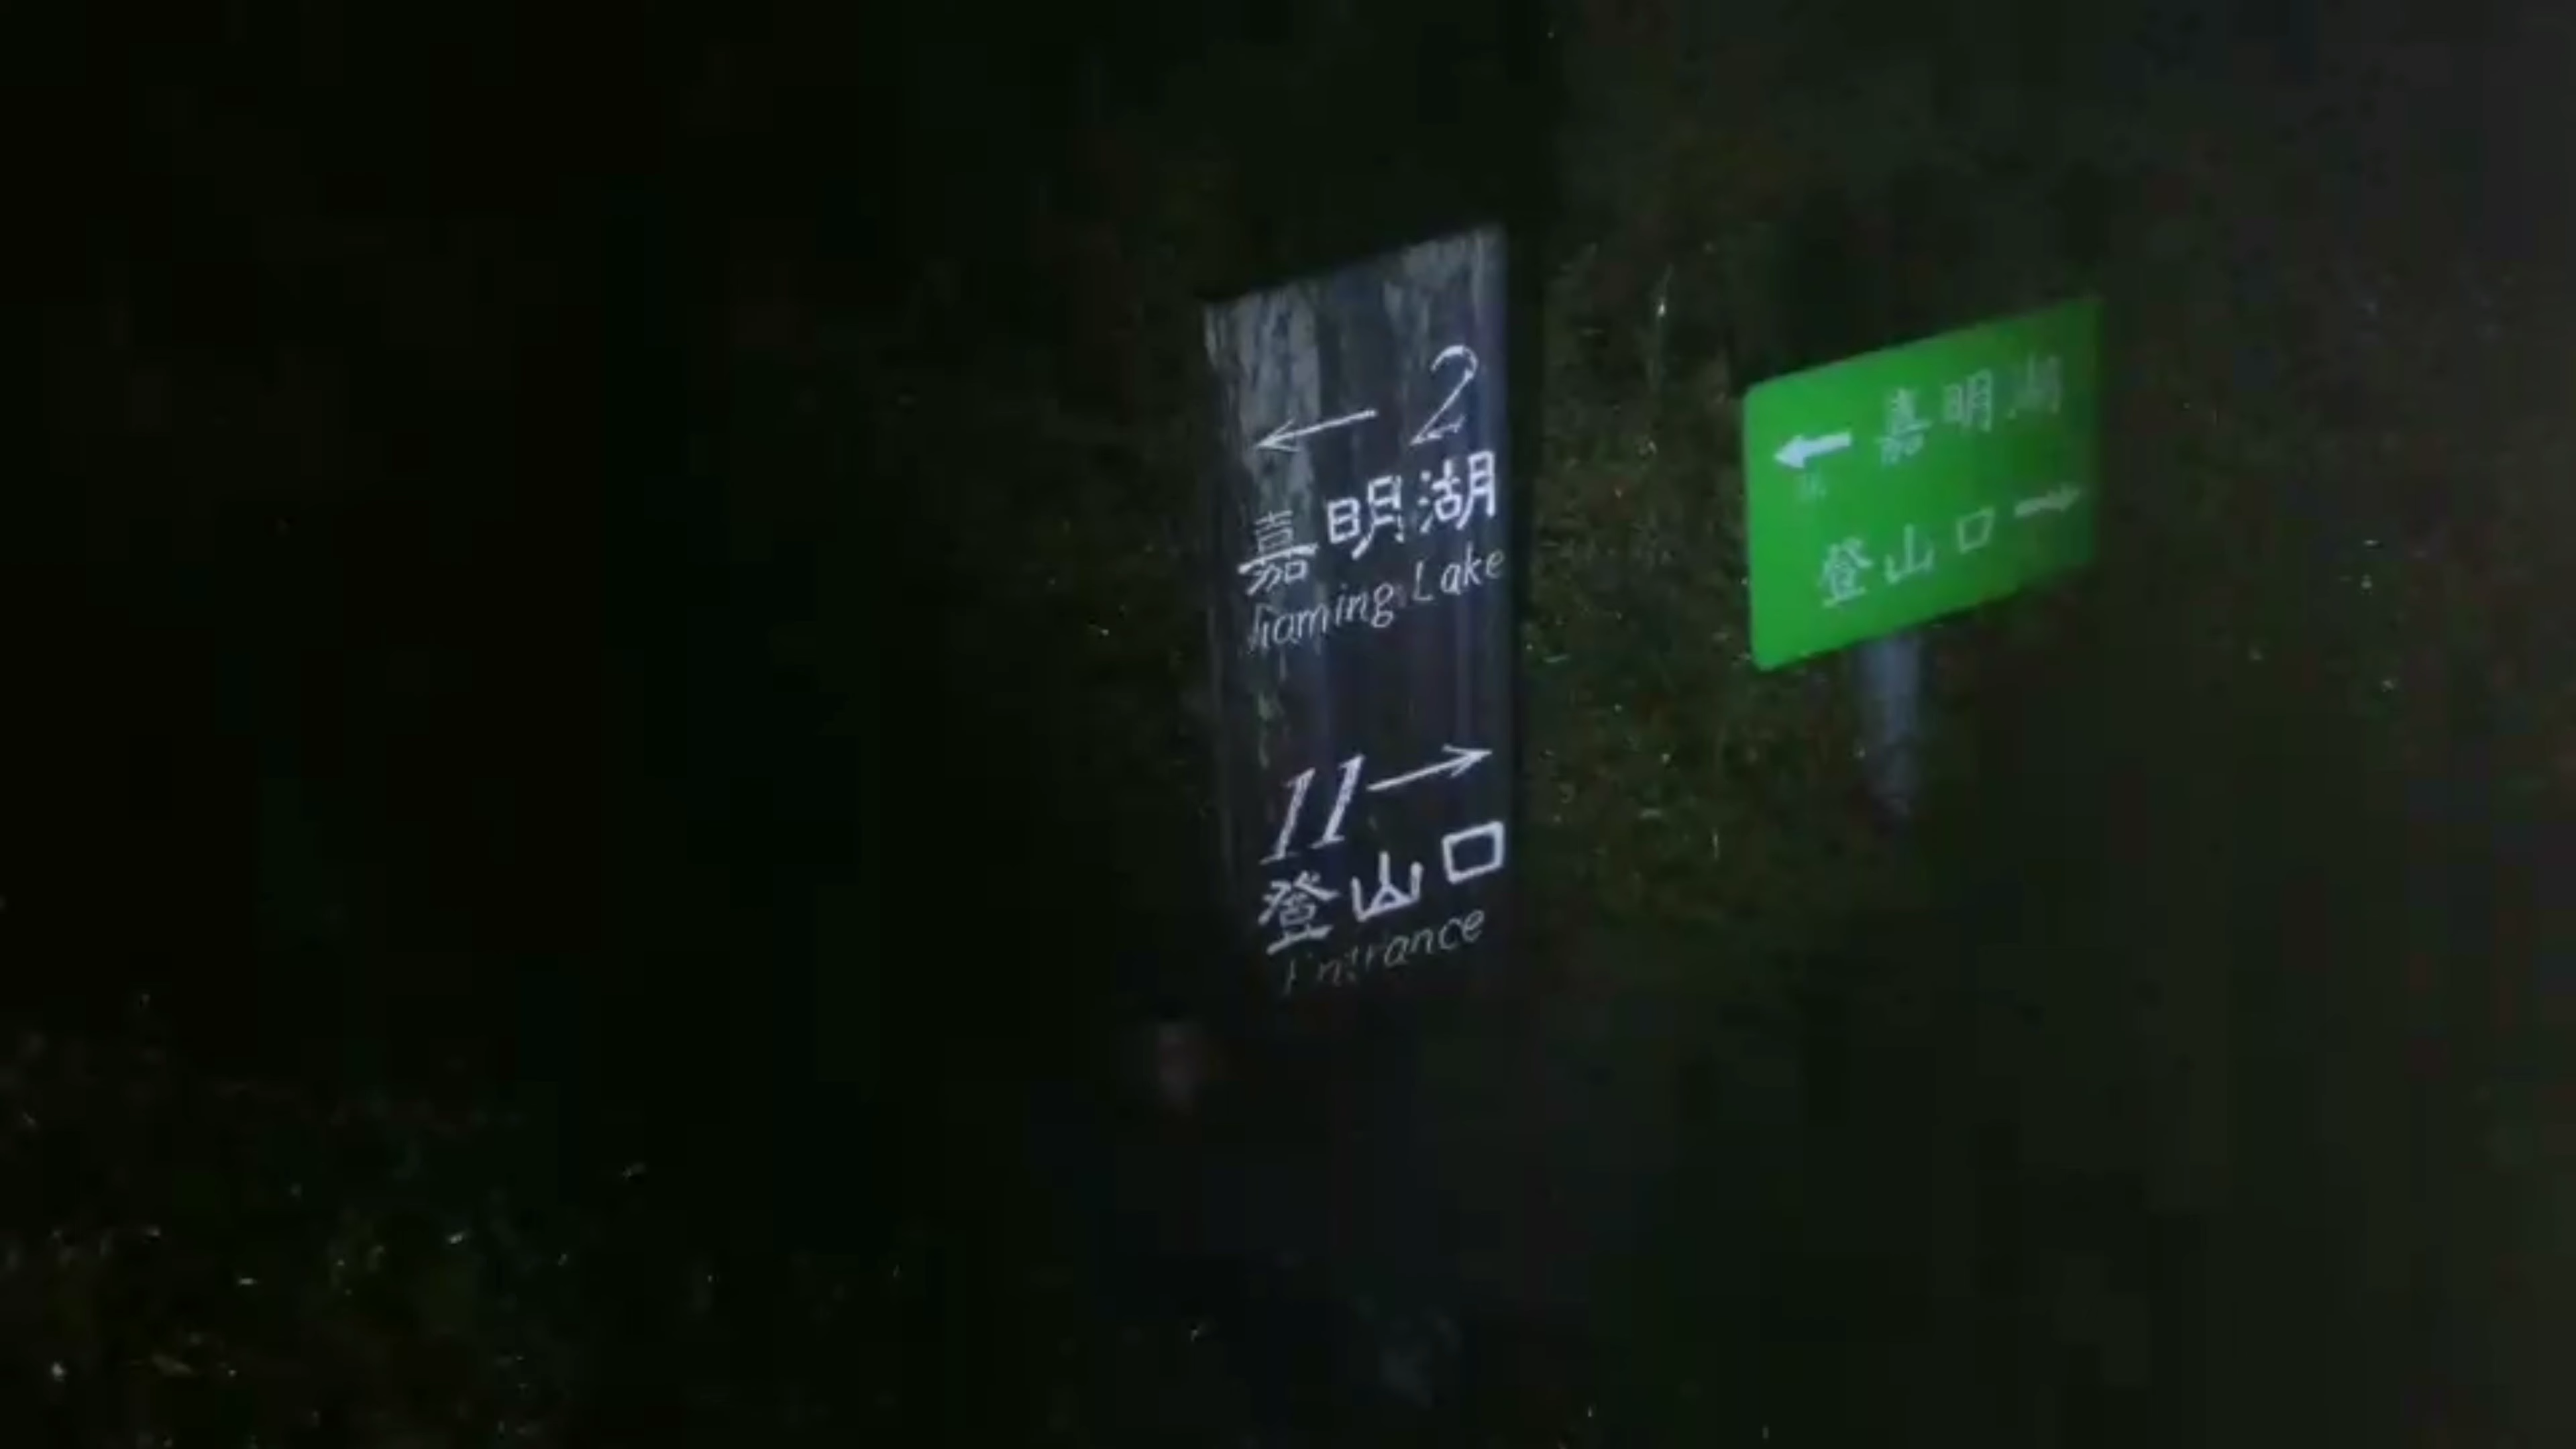 ← 2
嘉明湖
Jiaming Lake
11 →
登山口
Entrance
← 嘉明湖
登山口 →